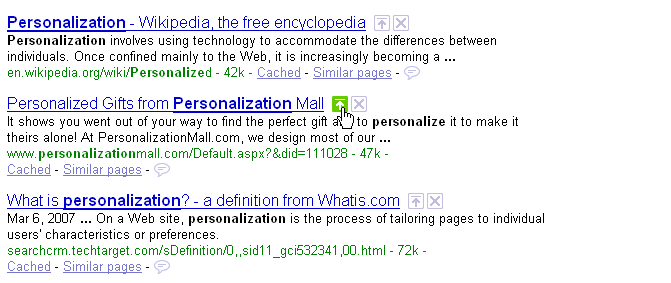 Personalization - Wikipedia, the free encyclopedia
Personalization involves using technology to accommodate the differences between
individuals. Once confined mainly to the Web, it is increasingly becoming a ...
en.wikipedia.org/wiki/Personalized - 42k - Cached - Similar pages -
Personalized Gifts from Personalization Mall
It shows you went out of your way to find the perfect gift to personalize it to make it
theirs alone! At PersonalizationMall.com, we design most of our ...
www.personalizationmall.com/Default.aspx?&did=111028 - 47k -
Cached - Similar pages -
What is personalization? - a definition from Whatis.com
Mar 6, 2007 ... On a Web site, personalization is the process of tailoring pages to individual
users' characteristics or preferences.
searchcrm.techtarget.com/sDefinition/0,,sid11_gci532341,00.html - 72k -
Cached - Similar pages -